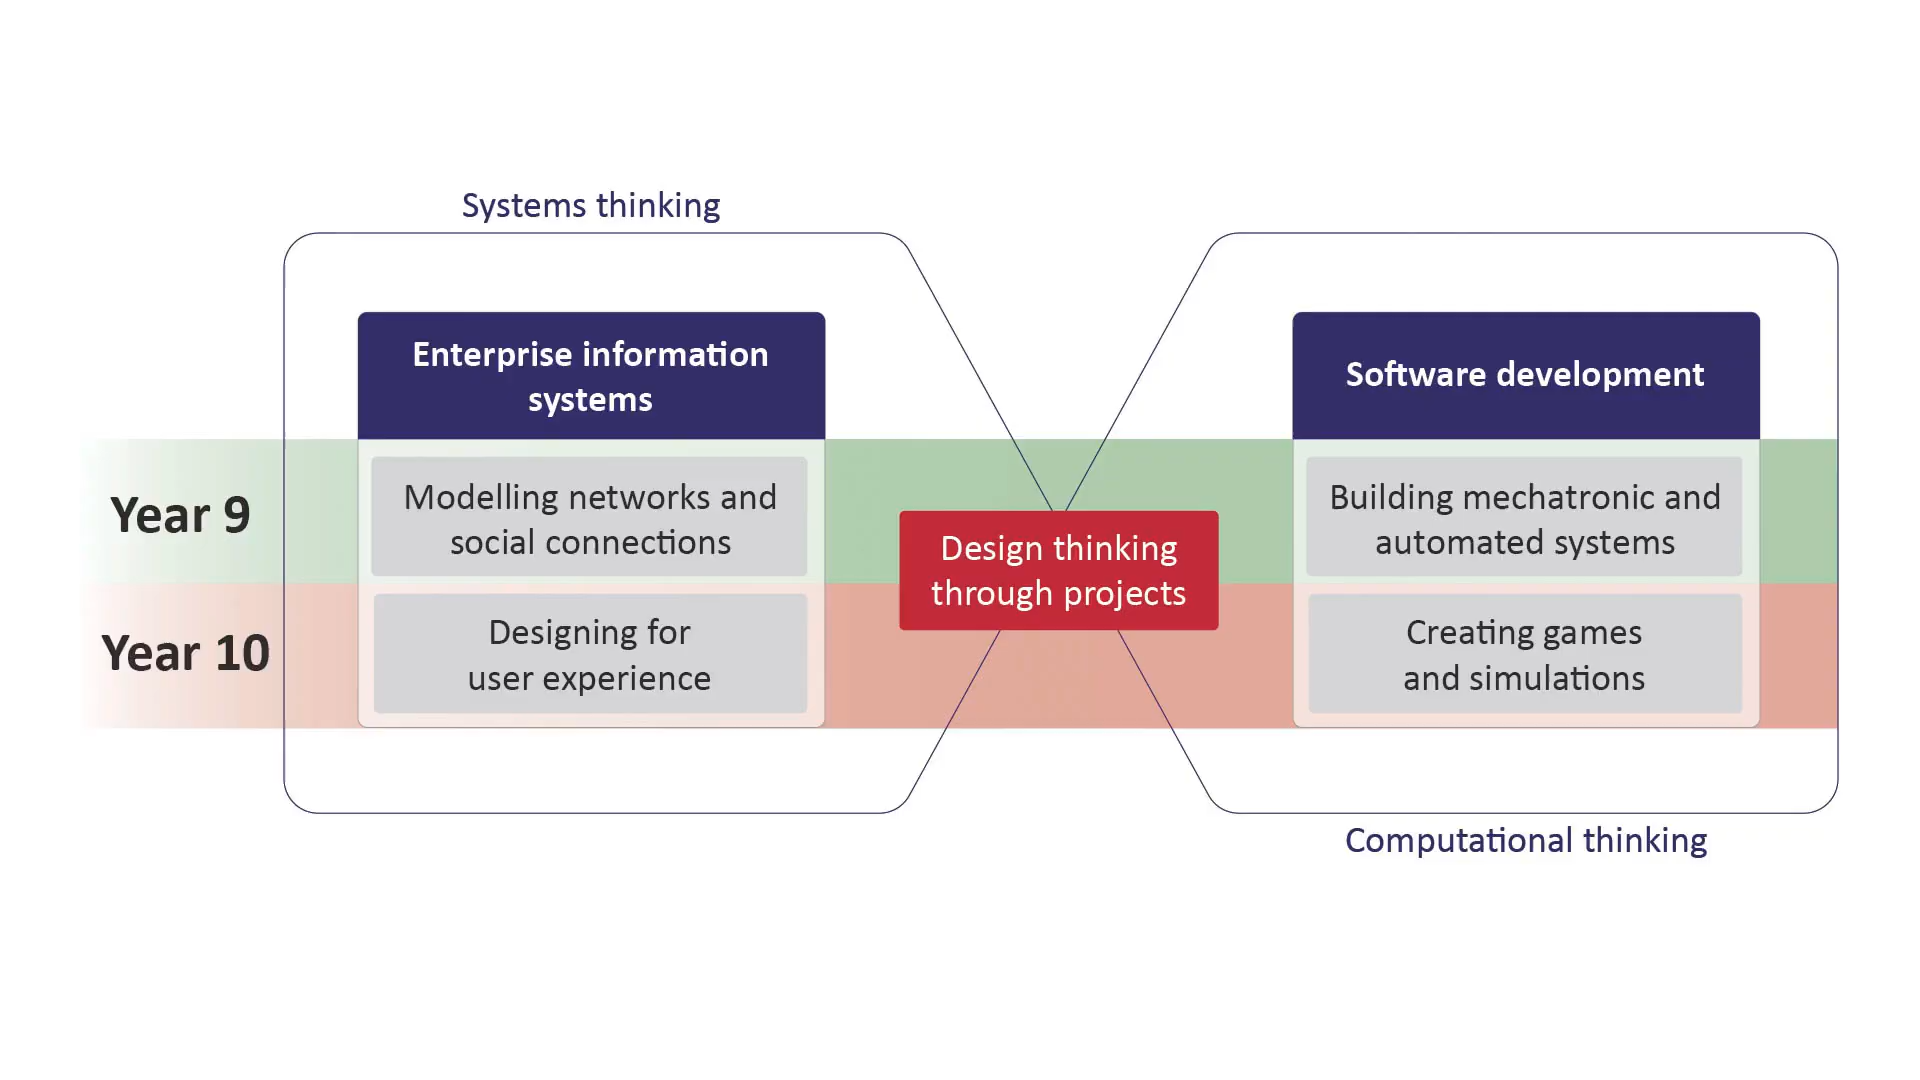 Systems thinking
Enterprise information
systems
Software development
Year 9
Modelling networks and
social connections
Building mechatronic and
automated systems
Design thinking
through projects
Year 10
Designing for
user experience
Creating games
and simulations
Computational thinking